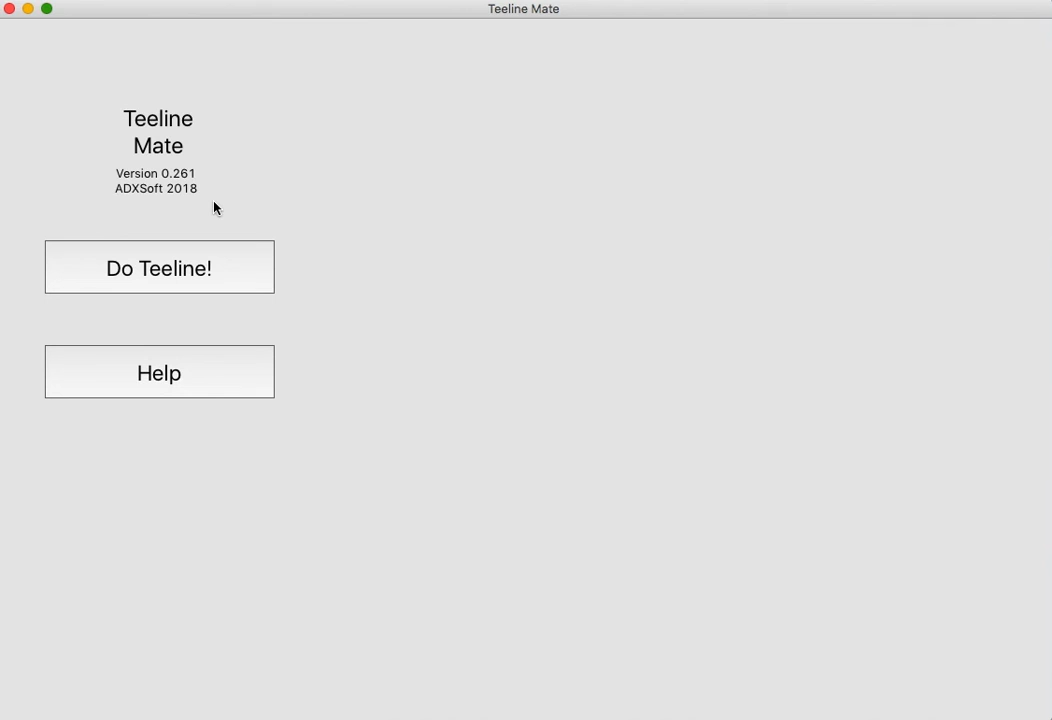 Teeline Mate
Teeline
Mate
Version 0.261
ADXSoft 2018
Do Teeline!
Help